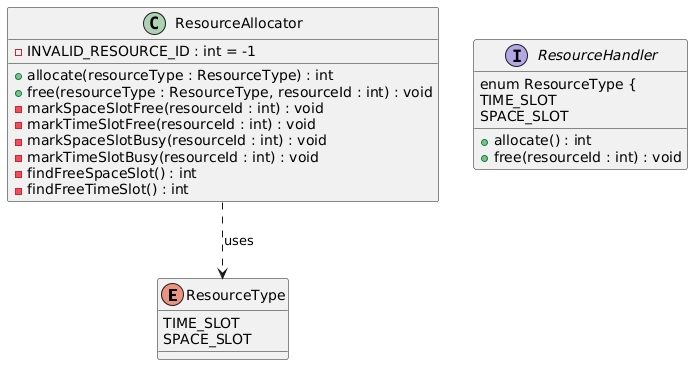 C ResourceAllocator
INVALID_RESOURCE_ID : int = -1
allocate(resourceType : ResourceType) : int
free(resourceType : ResourceType, resourceId : int) : void
markSpaceSlotFree(resourceId : int) : void
markTimeSlotFree(resourceId : int) : void
markSpaceSlotBusy(resourceId : int) : void
markTimeSlotBusy(resourceId : int) : void
findFreeSpaceSlot() : int
findFreeTimeSlot() : int
I ResourceHandler
enum ResourceType {
TIME_SLOT
SPACE_SLOT
allocate() : int
free(resourceId : int) : void
uses
E ResourceType
TIME_SLOT
SPACE_SLOT